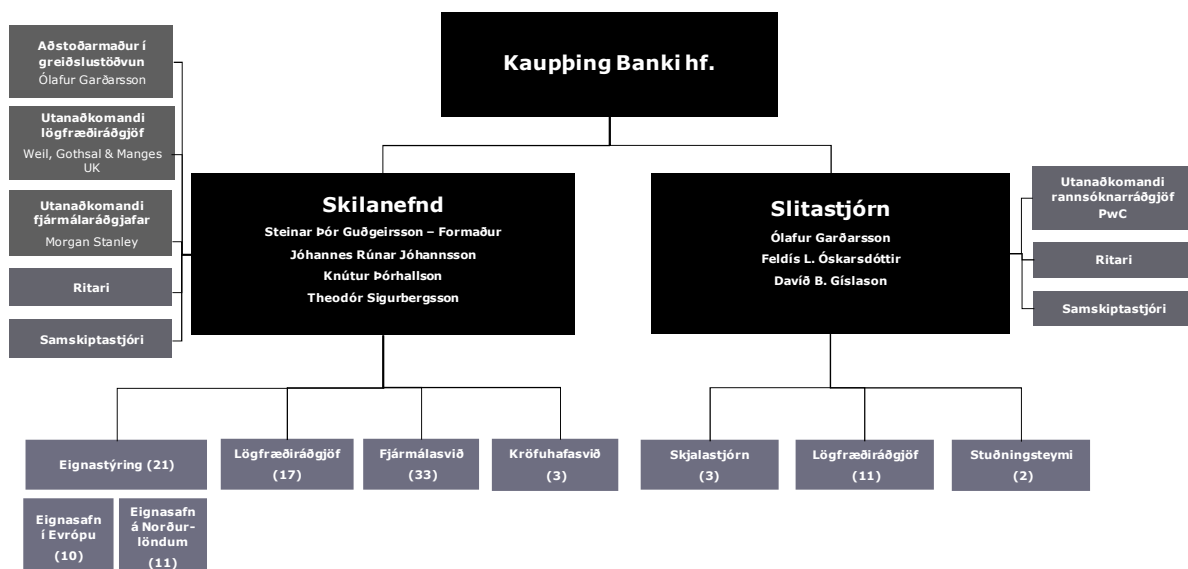 Kaupþing Banki hf.
Aðstoðarmaður í
greiðslustöðvun
Ólafur Garðarsson
Utanaðkomandi
lögfræðiráðgjöf
Weil, Gothsal & Manges
UK
Utanaðkomandi
fjármálaráðgjafar
Morgan Stanley
Ritari
Samskiptastjóri
Skilanefnd
Steinar Þór Guðgeirsson – Formaður
Jóhannes Rúnar Jóhannsson
Knútur Þórhallson
Theodór Sigurbergsson
Slitastjórn
Ólafur Garðarsson
Feldís L. Óskarsdóttir
Davíð B. Gíslason
Utanaðkomandi
rannsóknarráðgjöf
PwC
Ritari
Samskiptastjóri
Eignastýring (21)
Lögfræðiráðgjöf
(17)
Fjármálasvið
(33)
Kröfuhafasvið
(3)
Skjalastjórn
(3)
Lögfræðiráðgjöf
(11)
Stuðningsteymi
(2)
Eignasafn
í Evrópu
(10)
Eignasafn
á Norður-
löndum
(11)